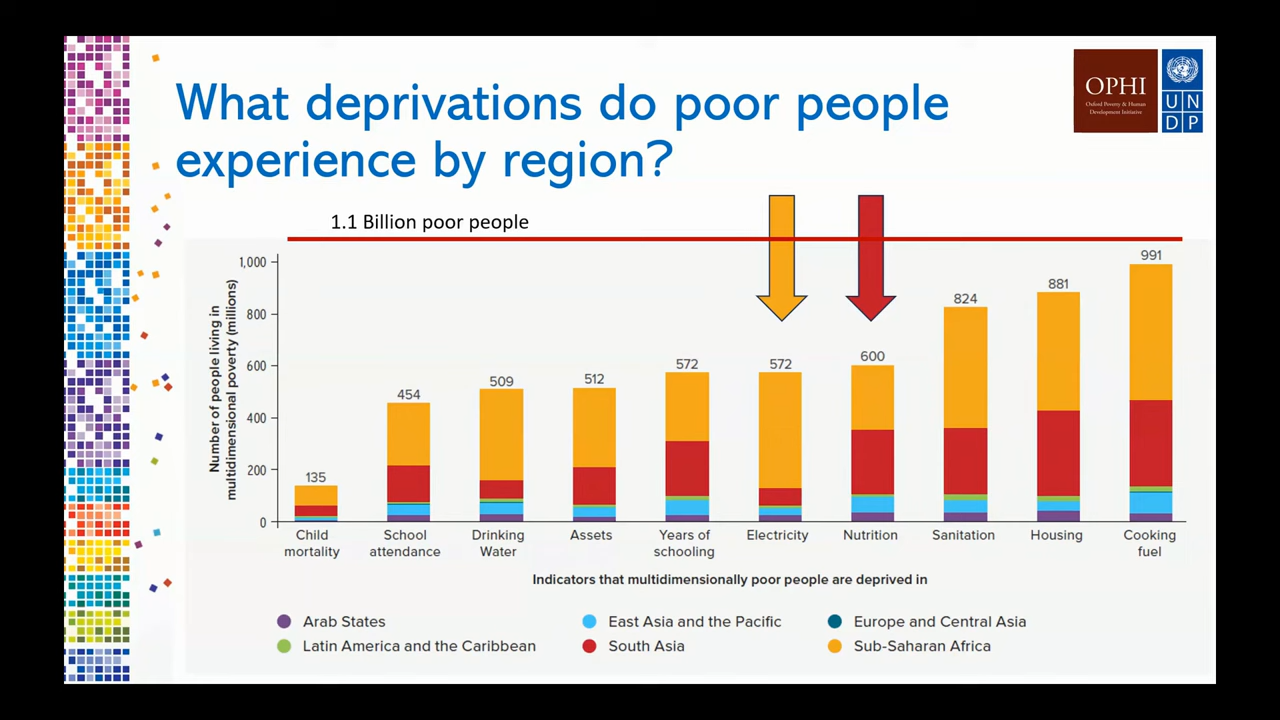 What deprivations do poor people
experience by region?
OPHI
Oxford Poverty & Human
Development Initiative
U N
D P
1.1 Billion poor people
Number of people living in
multidimensional poverty (millions)
1,000
800
600
400
200
0
135
454
509
512
572
572
600
824
881
991
Child
mortality
School
attendance
Drinking
Water
Assets
Years of
schooling
Electricity
Nutrition
Sanitation
Housing
Cooking
fuel
Indicators that multidimensionally poor people are deprived in
Arab States
East Asia and the Pacific
Europe and Central Asia
Latin America and the Caribbean
South Asia
Sub-Saharan Africa